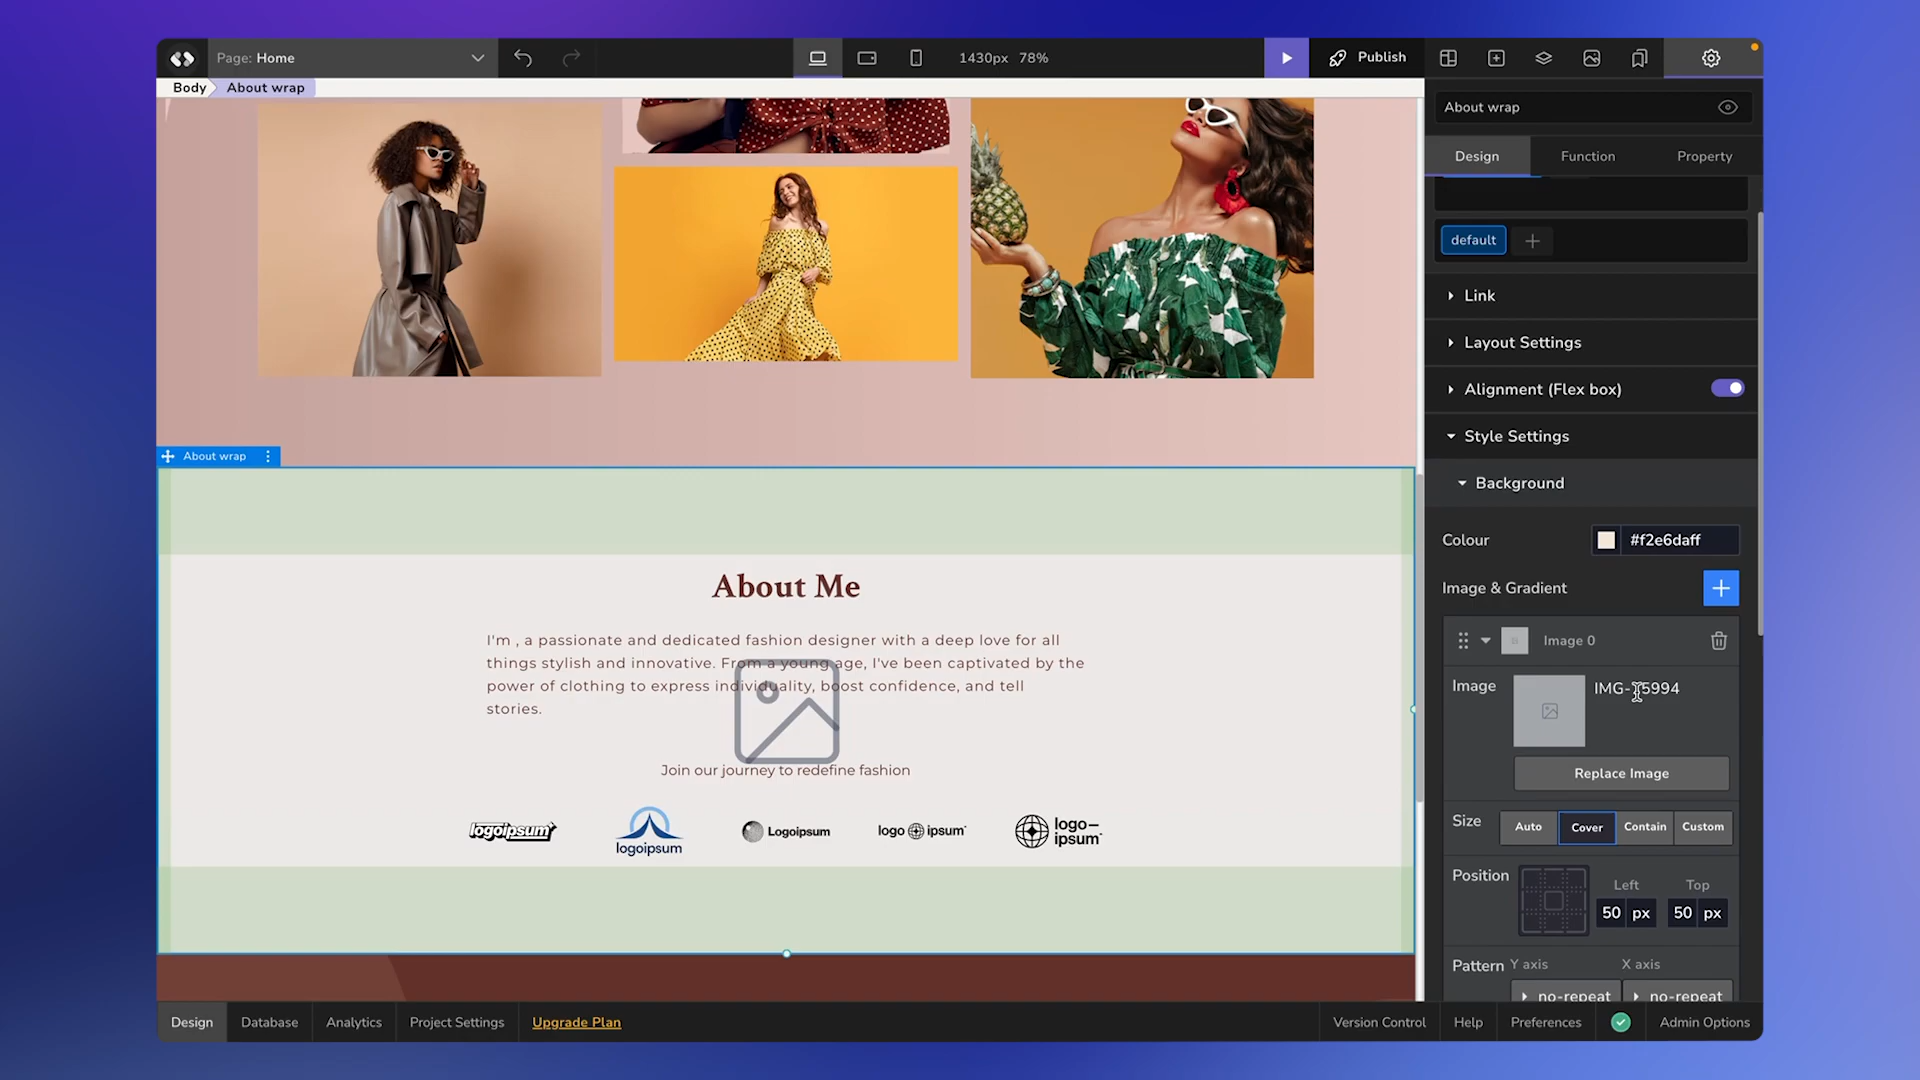 Page: Home
1430px 78%
Publish
Body
About wrap
About wrap
Design
Function
Property
default
Link
Layout Settings
Alignment (Flex box)
Style Settings
Background
Colour
#f2e6daff
Image & Gradient
Image 0
Image
Replace Image
Size
Auto
Cover
Contain
Custom
Position
Left
Top
50 px
50 px
Pattern
Y axis
X axis
no-repeat
no-repeat
About wrap
About Me
I'm , a passionate and dedicated fashion designer with a deep love for all
things stylish and innovative. From a young age, I've been captivated by the
power of clothing to express individuality, boost confidence, and tell
stories.
Join our journey to redefine fashion
logoipsum
logoipsum
Logoipsum
logo ipsum
logo—
ipsum
Design
Database
Analytics
Project Settings
Upgrade Plan
Version Control
Help
Preferences
Admin Options